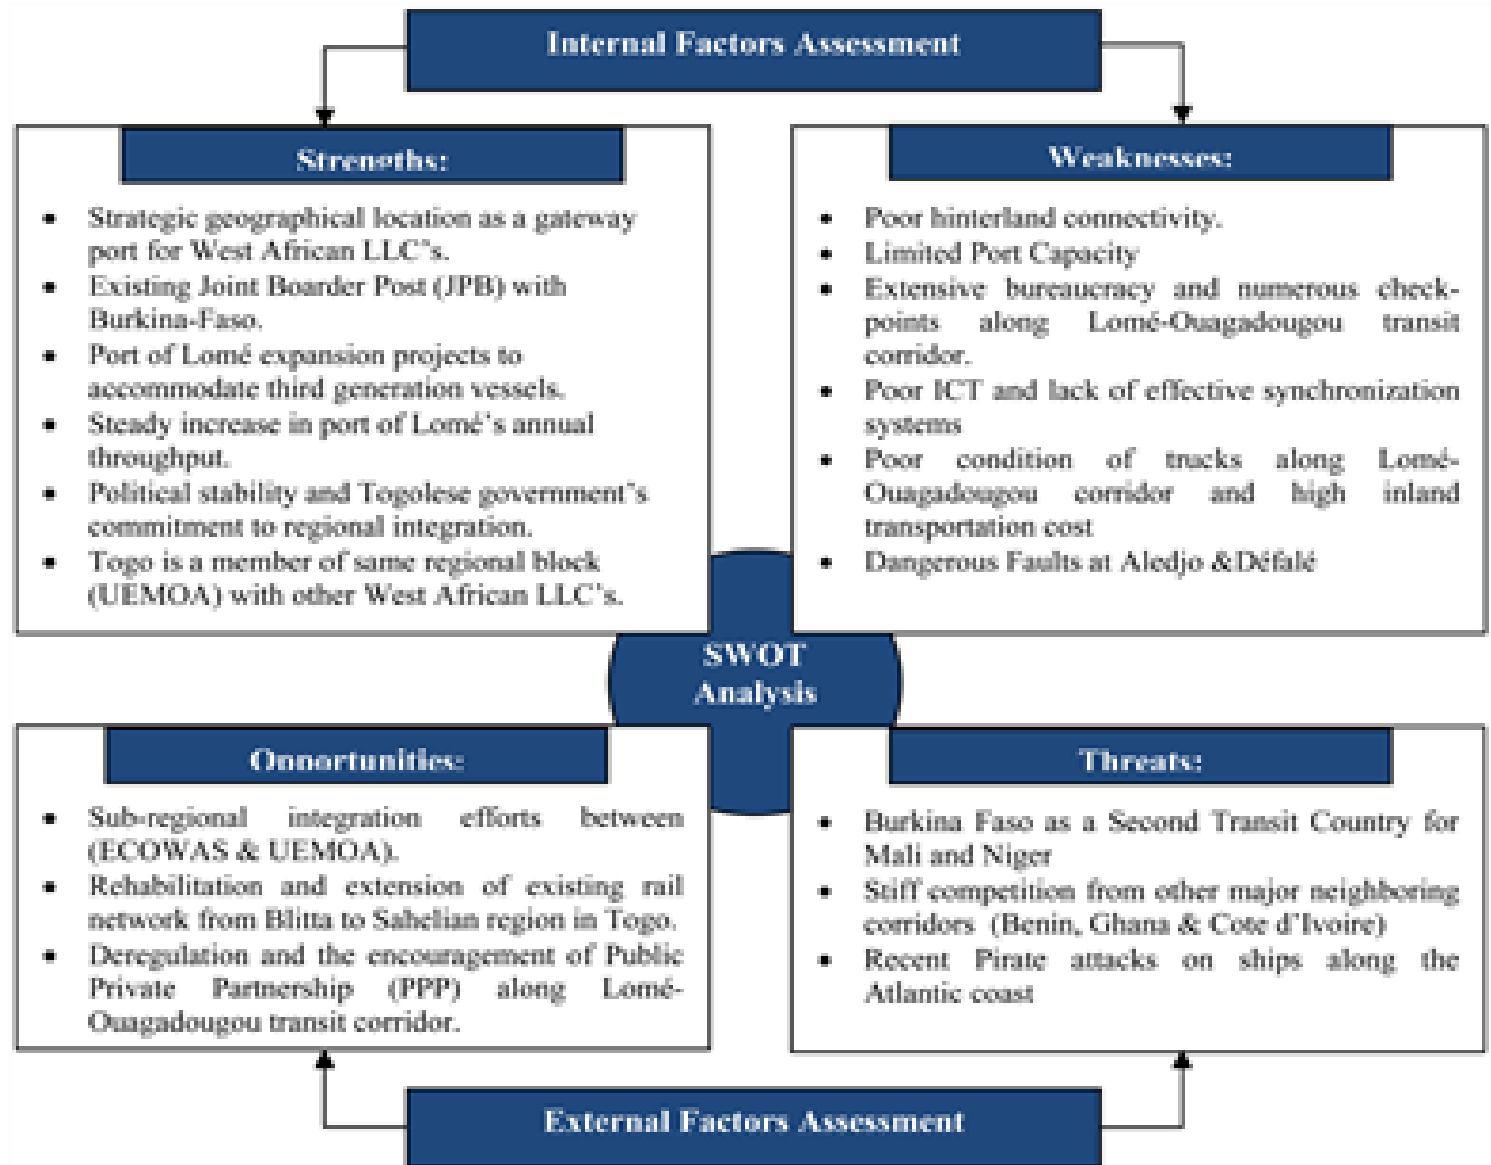 Internal Factors Assessment
Strengths:
• Strategic geographical location as a gateway
port for West African LLC's.
• Existing Joint Boarder Post (JPB) with
Burkina-Faso.
• Port of Lomé expansion projects to
accommodate third generation vessels.
• Steady increase in port of Lomé's annual
throughput.
• Political stability and Togolese government's
commitment to regional integration.
• Togo is a member of same regional block
(UEMOA) with other West African LLC's.
Weaknesses:
• Poor hinterland connectivity.
• Limited Port Capacity
• Extensive bureaucracy and numerous check-
points along Lomé-Ouagadougou transit
corridor.
• Poor ICT and lack of effective synchronization
systems
• Poor condition of trucks along Lomé-
Ouagadougou corridor and high inland
transportation cost
• Dangerous Faults at Aledjo &Défalé
SWOT
Analysis
Opportunities:
• Sub-regional integration efforts between
(ECOWAS & UEMOA).
• Rehabilitation and extension of existing rail
network from Blitta to Sahelian region in Togo.
• Deregulation and the encouragement of Public
Private Partnership (PPP) along Lomé-
Ouagadougou transit corridor.
Threats:
• Burkina Faso as a Second Transit Country for
Mali and Niger
• Stiff competition from other major neighboring
corridors (Benin, Ghana & Cote d'Ivoire)
• Recent Pirate attacks on ships along the
Atlantic coast
External Factors Assessment